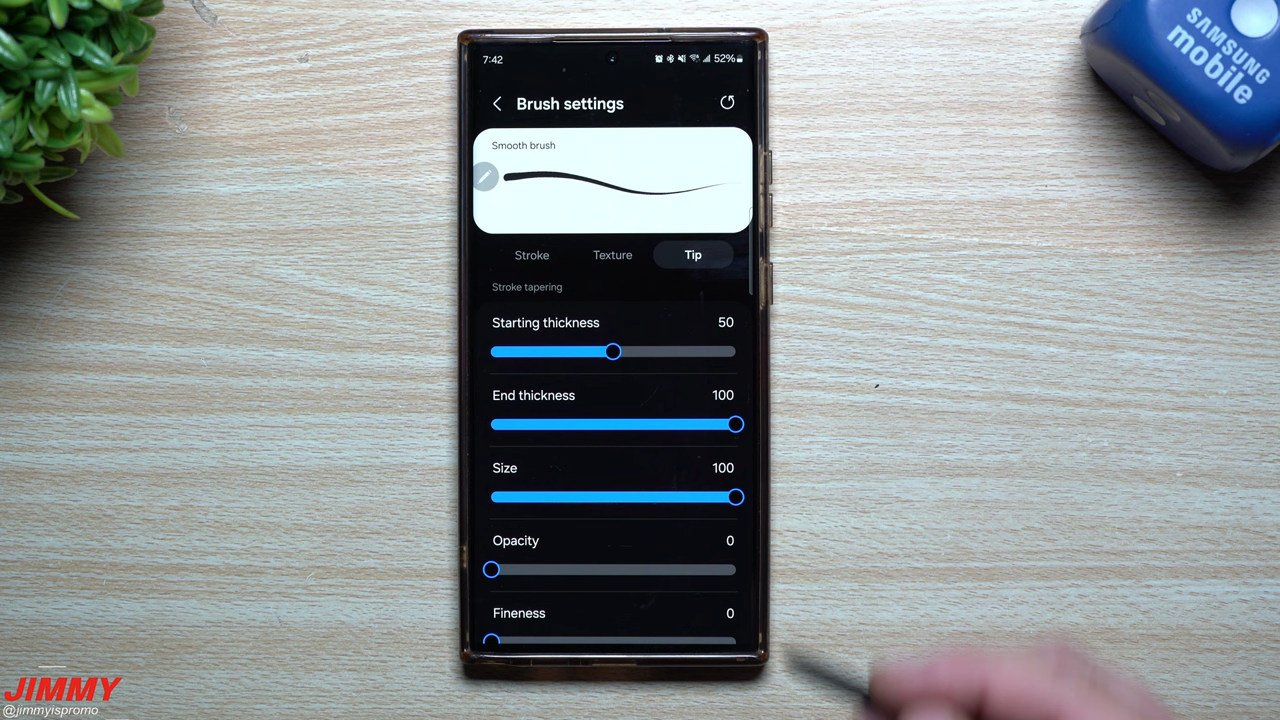 7:42
52%
Brush settings
Smooth brush
Stroke Texture Tip
Stroke tapering
Starting thickness 50
End thickness 100
Size 100
Opacity 0
Fineness 0
SAMSUNG
mobile
JIMMY
@jimmyispromo